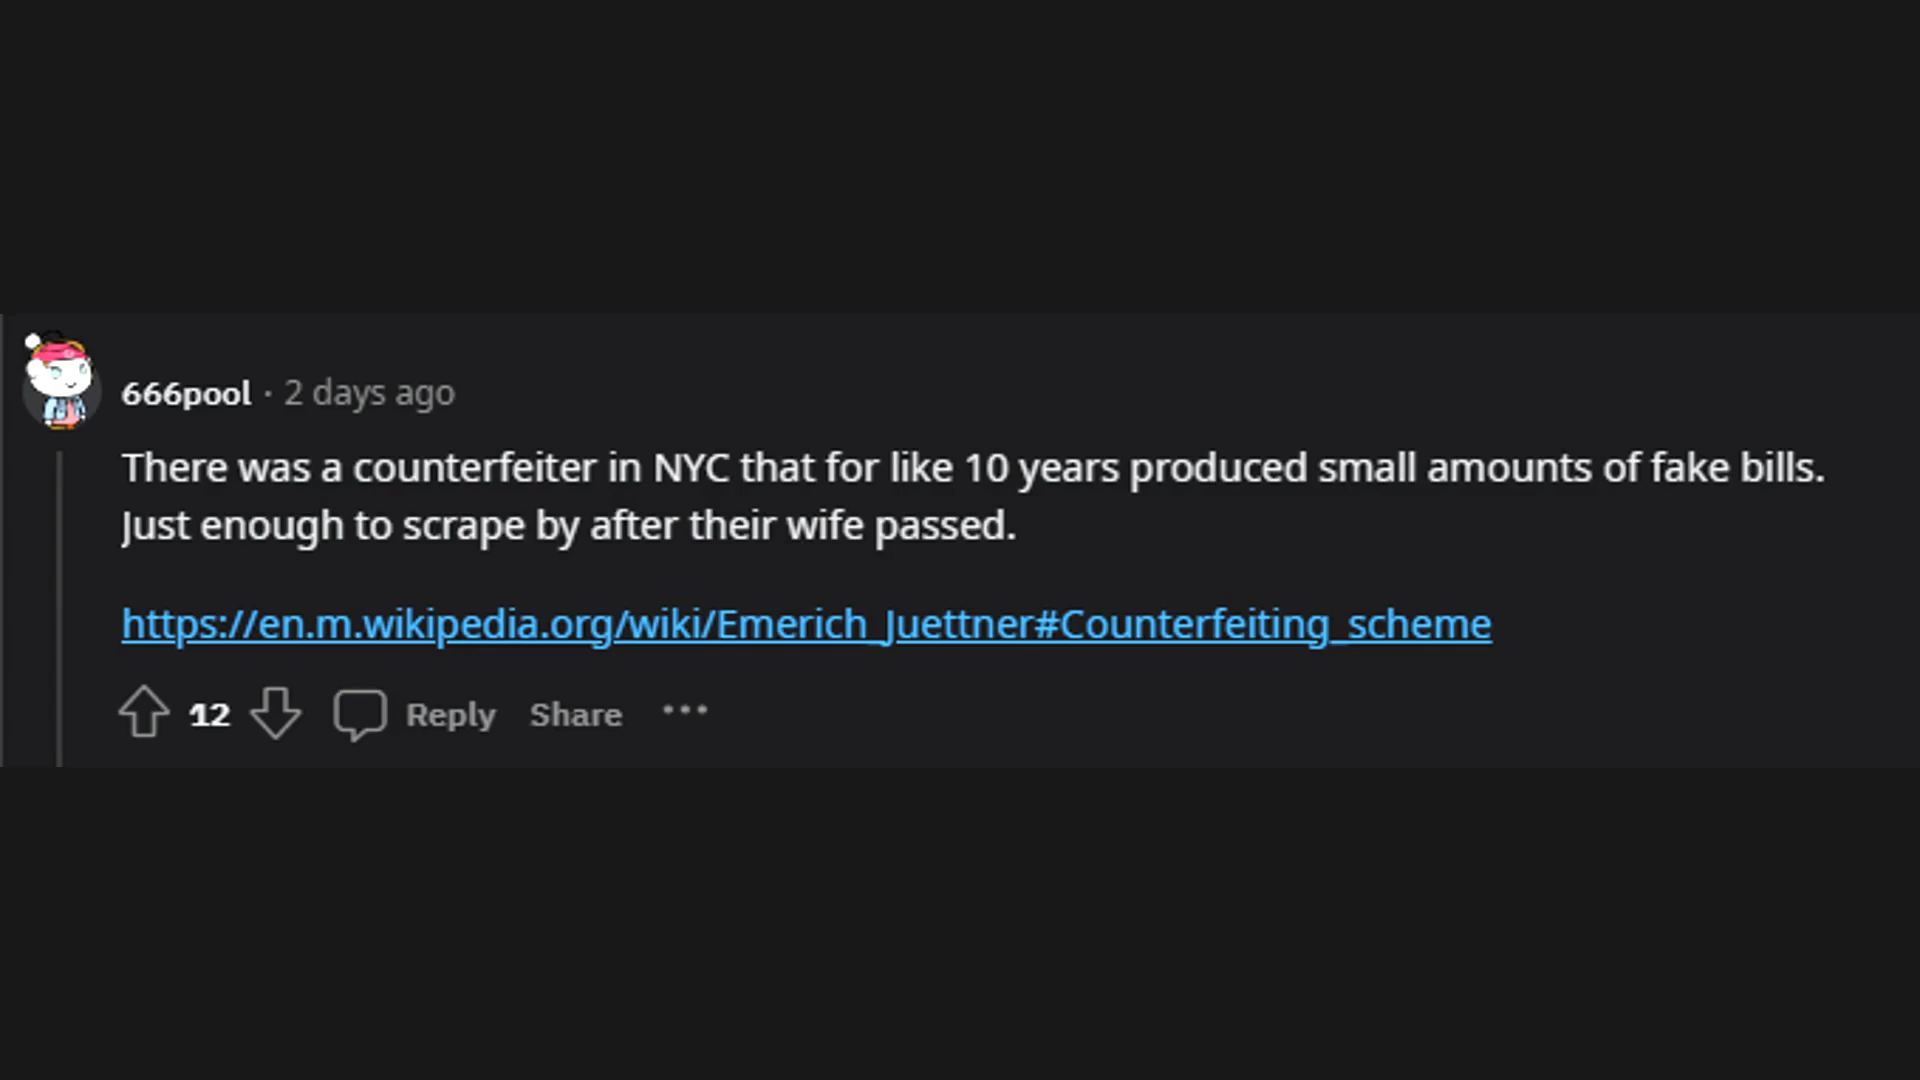 666pool · 2 days ago
There was a counterfeiter in NYC that for like 10 years produced small amounts of fake bills.
Just enough to scrape by after their wife passed.
https://en.m.wikipedia.org/wiki/Emerich_Juettner#Counterfeiting_scheme
12 Reply Share ...